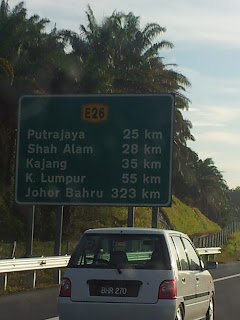 E26
Putrajaya 25 km
Shah Alam 28 km
Kajang 35 km
K. Lumpur 55 km
Johor Bahru 323 km
BHR 270